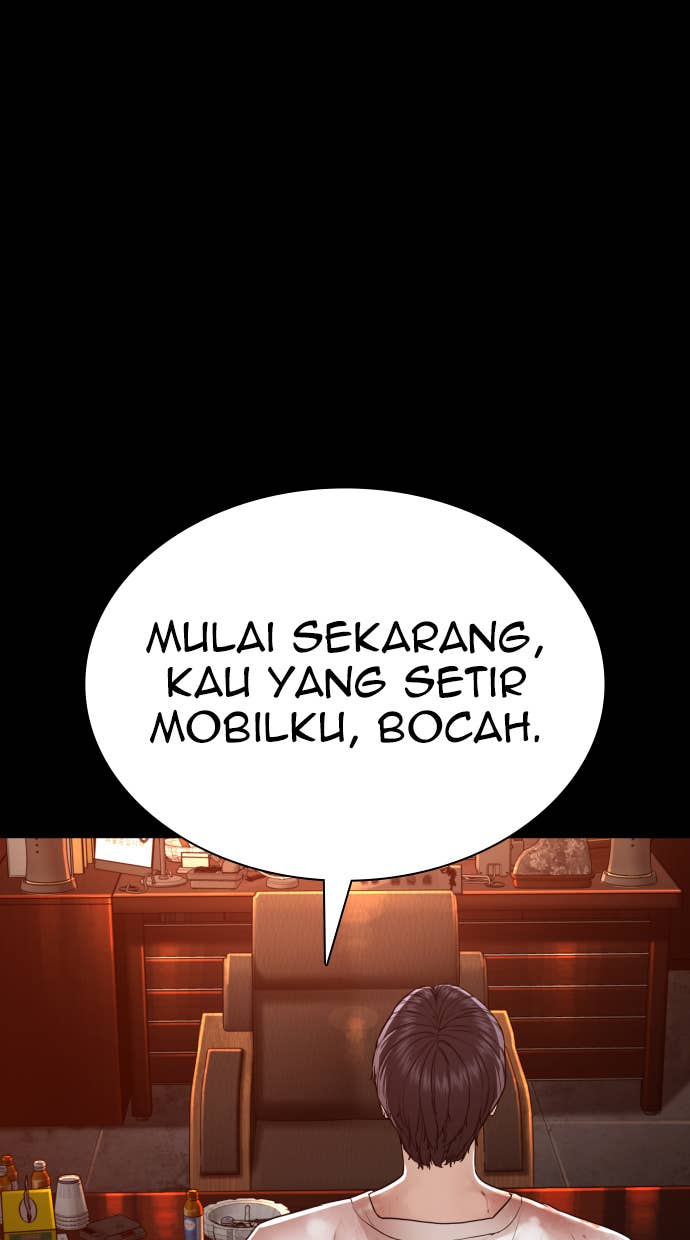 MULAI SEKARANG,
KAU YANG SETIR
MOBILKU, BOCAH.